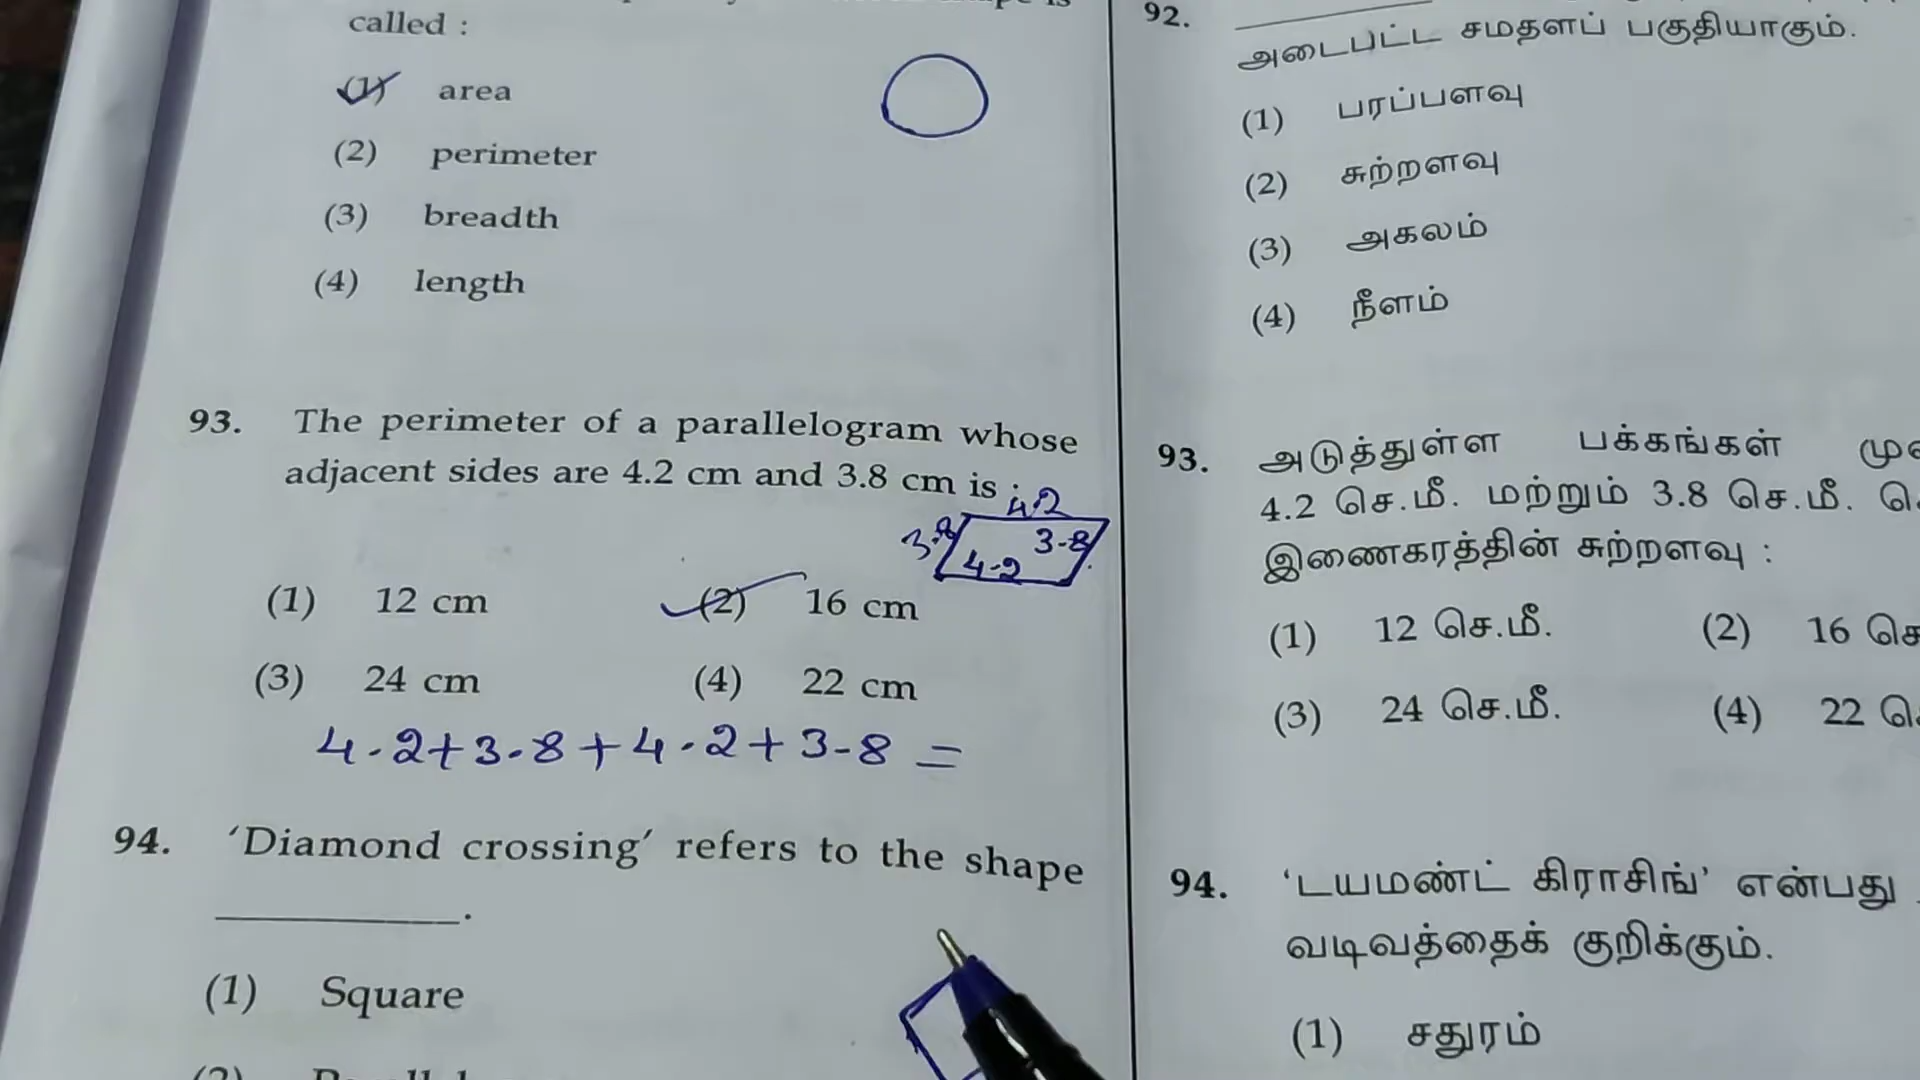 called :
(1) area
(2) perimeter
(3) breadth
(4) length
93. The perimeter of a parallelogram whose
adjacent sides are 4.2 cm and 3.8 cm is :
4.2
3.8
3-8
4-2
(1) 12 cm (2) 16 cm
(3) 24 cm (4) 22 cm
4.2+3.8+4.2+3-8 =
94. 'Diamond crossing' refers to the shape
____________.
(1) Square
(2)
92. ____________
அடைபட்ட சமதளப் பகுதியாகும்.
(1) பரப்பளவு
(2) சுற்றளவு
(3) அகலம்
(4) நீளம்
93. அடுத்துள்ள பக்கங்கள்
4.2 செ.மீ. மற்றும் 3.8 செ.மீ.
இணைகரத்தின் சுற்றளவு :
(1) 12 செ.மீ. (2) 16
(3) 24 செ.மீ. (4) 22
94. 'டயமண்ட் கிராசிங்' என்பது
வடிவத்தைக் குறிக்கும்.
(1) சதுரம்